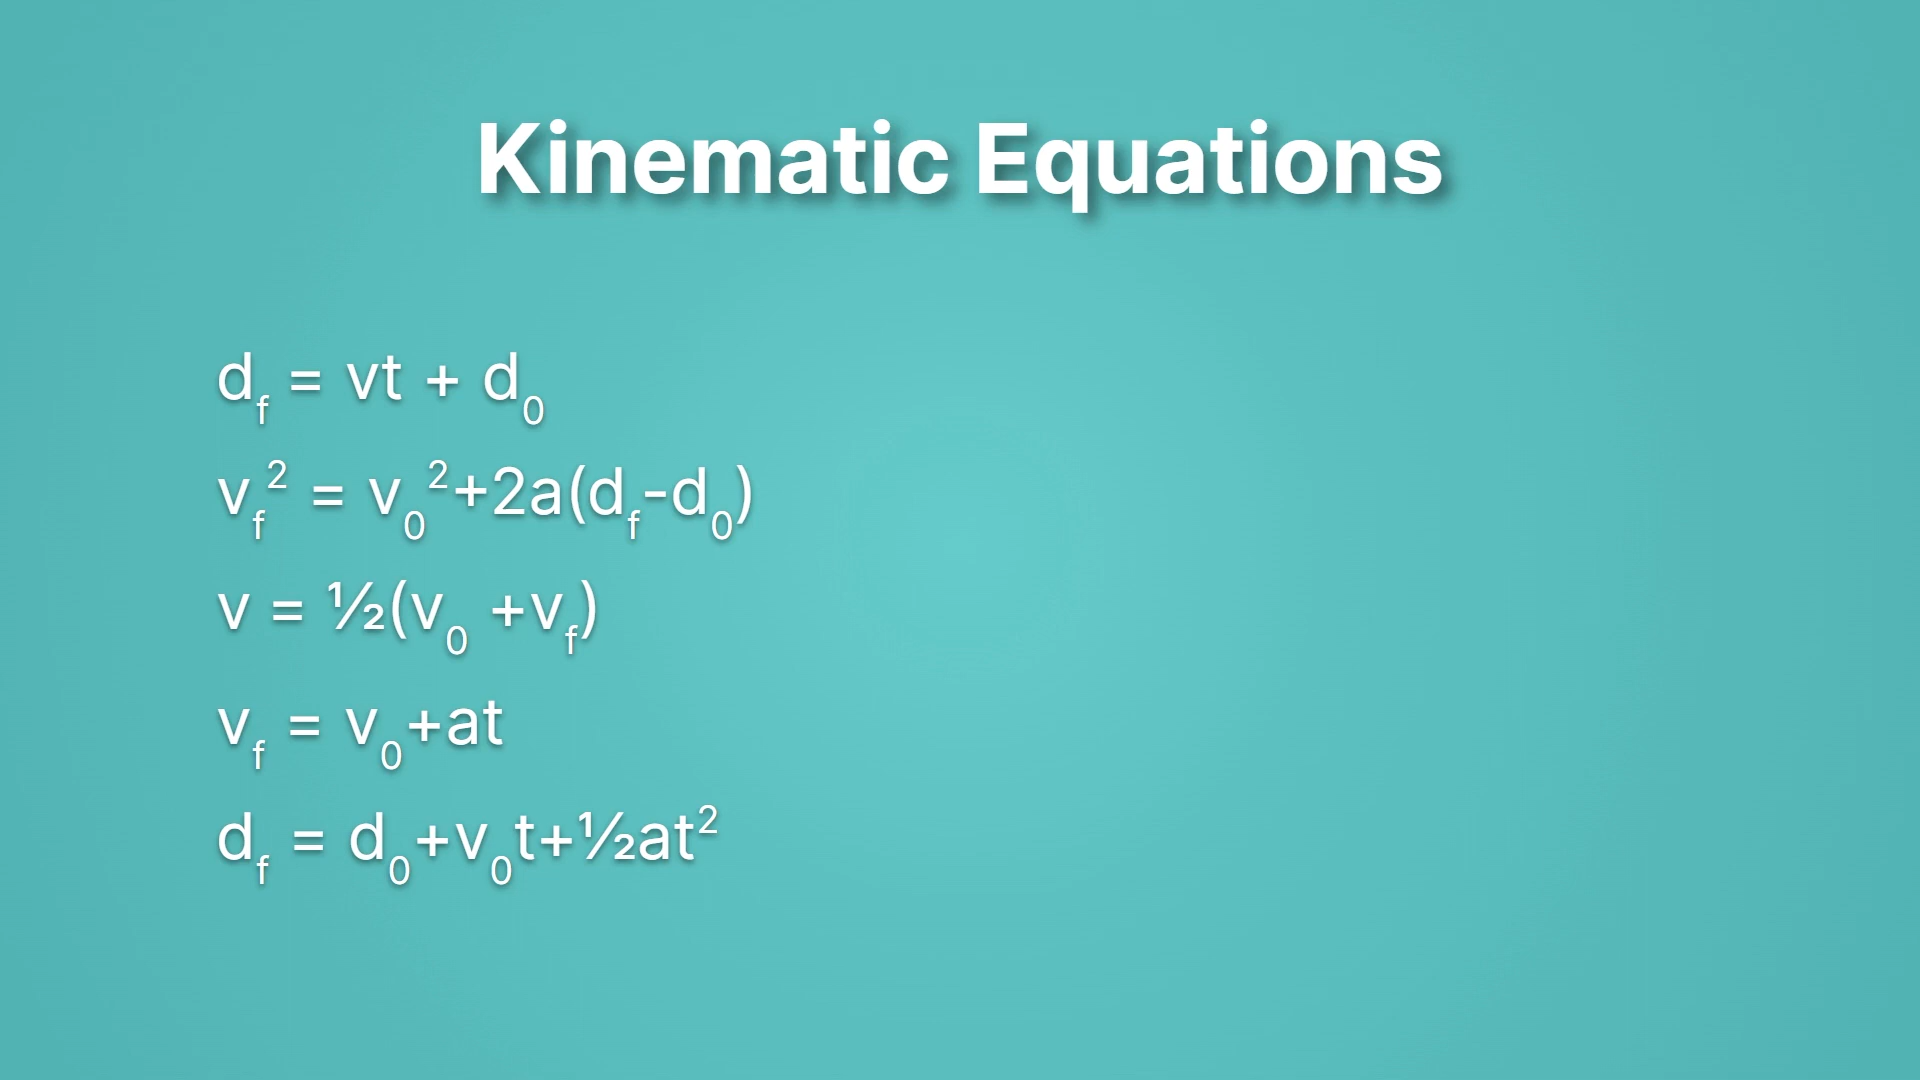 Kinematic Equations
d_f = vt + d_0
v_f^2 = v_0^2+2a(d_f-d_0)
v = ½(v_0 +v_f)
v_f = v_0+at
d_f = d_0+v_0t+½at^2